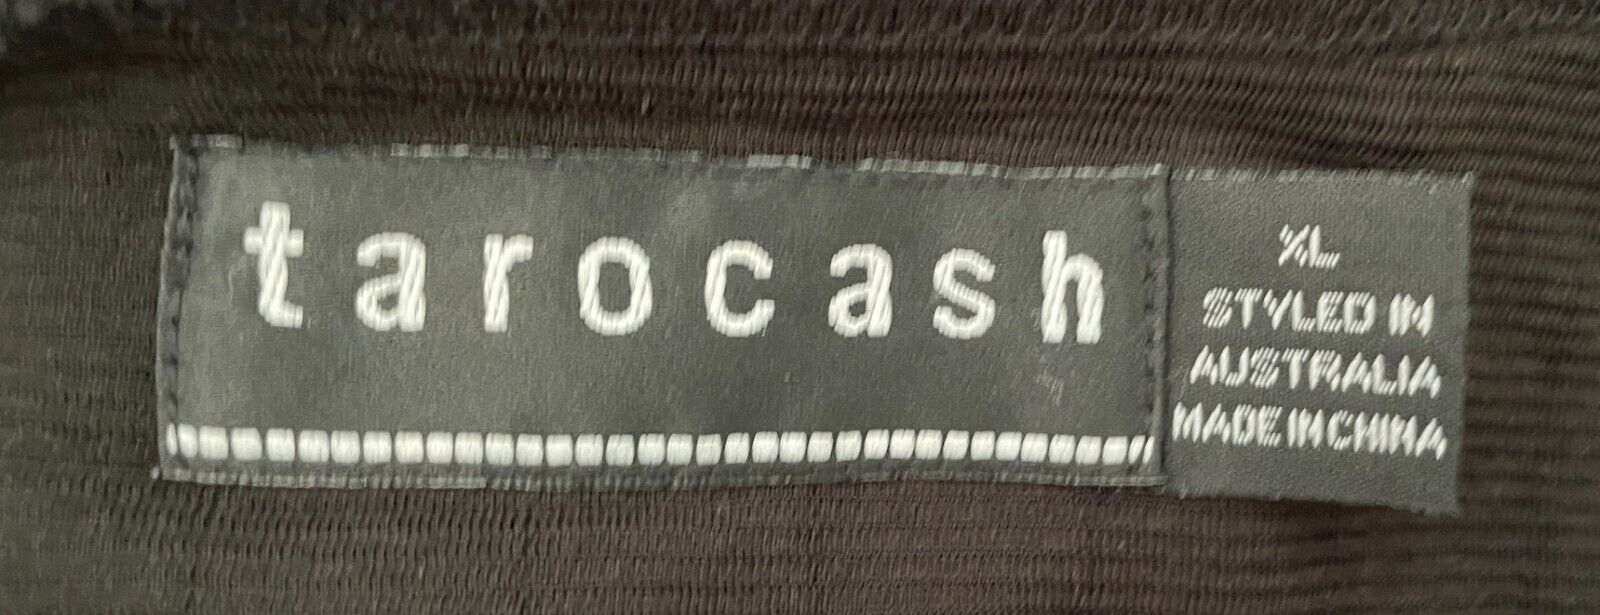 tarocash
XL
STYLED IN
AUSTRALIA
MADE IN CHINA